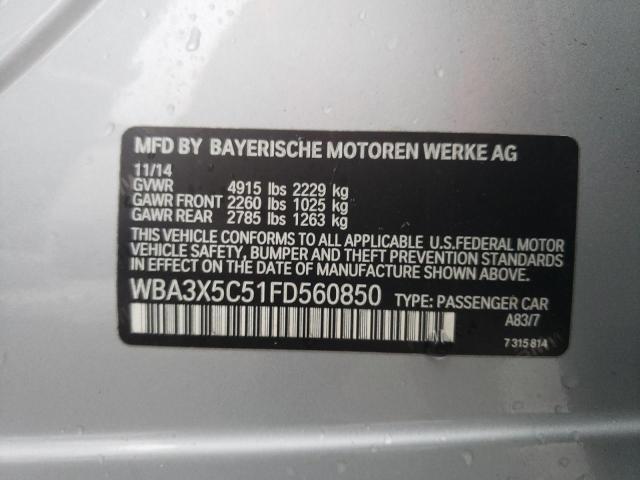 MFD BY BAYERISCHE MOTOREN WERKE AG
11/14
GVWR 4915 lbs 2229 kg
GAWR FRONT 2260 lbs 1025 kg
GAWR REAR 2785 lbs 1263 kg
THIS VEHICLE CONFORMS TO ALL APPLICABLE U.S.FEDERAL MOTOR
VEHICLE SAFETY, BUMPER AND THEFT PREVENTION STANDARDS
IN EFFECT ON THE DATE OF MANUFACTURE SHOWN ABOVE.
WBA3X5C51FD560850 TYPE: PASSENGER CAR
A83/7
7 315 814